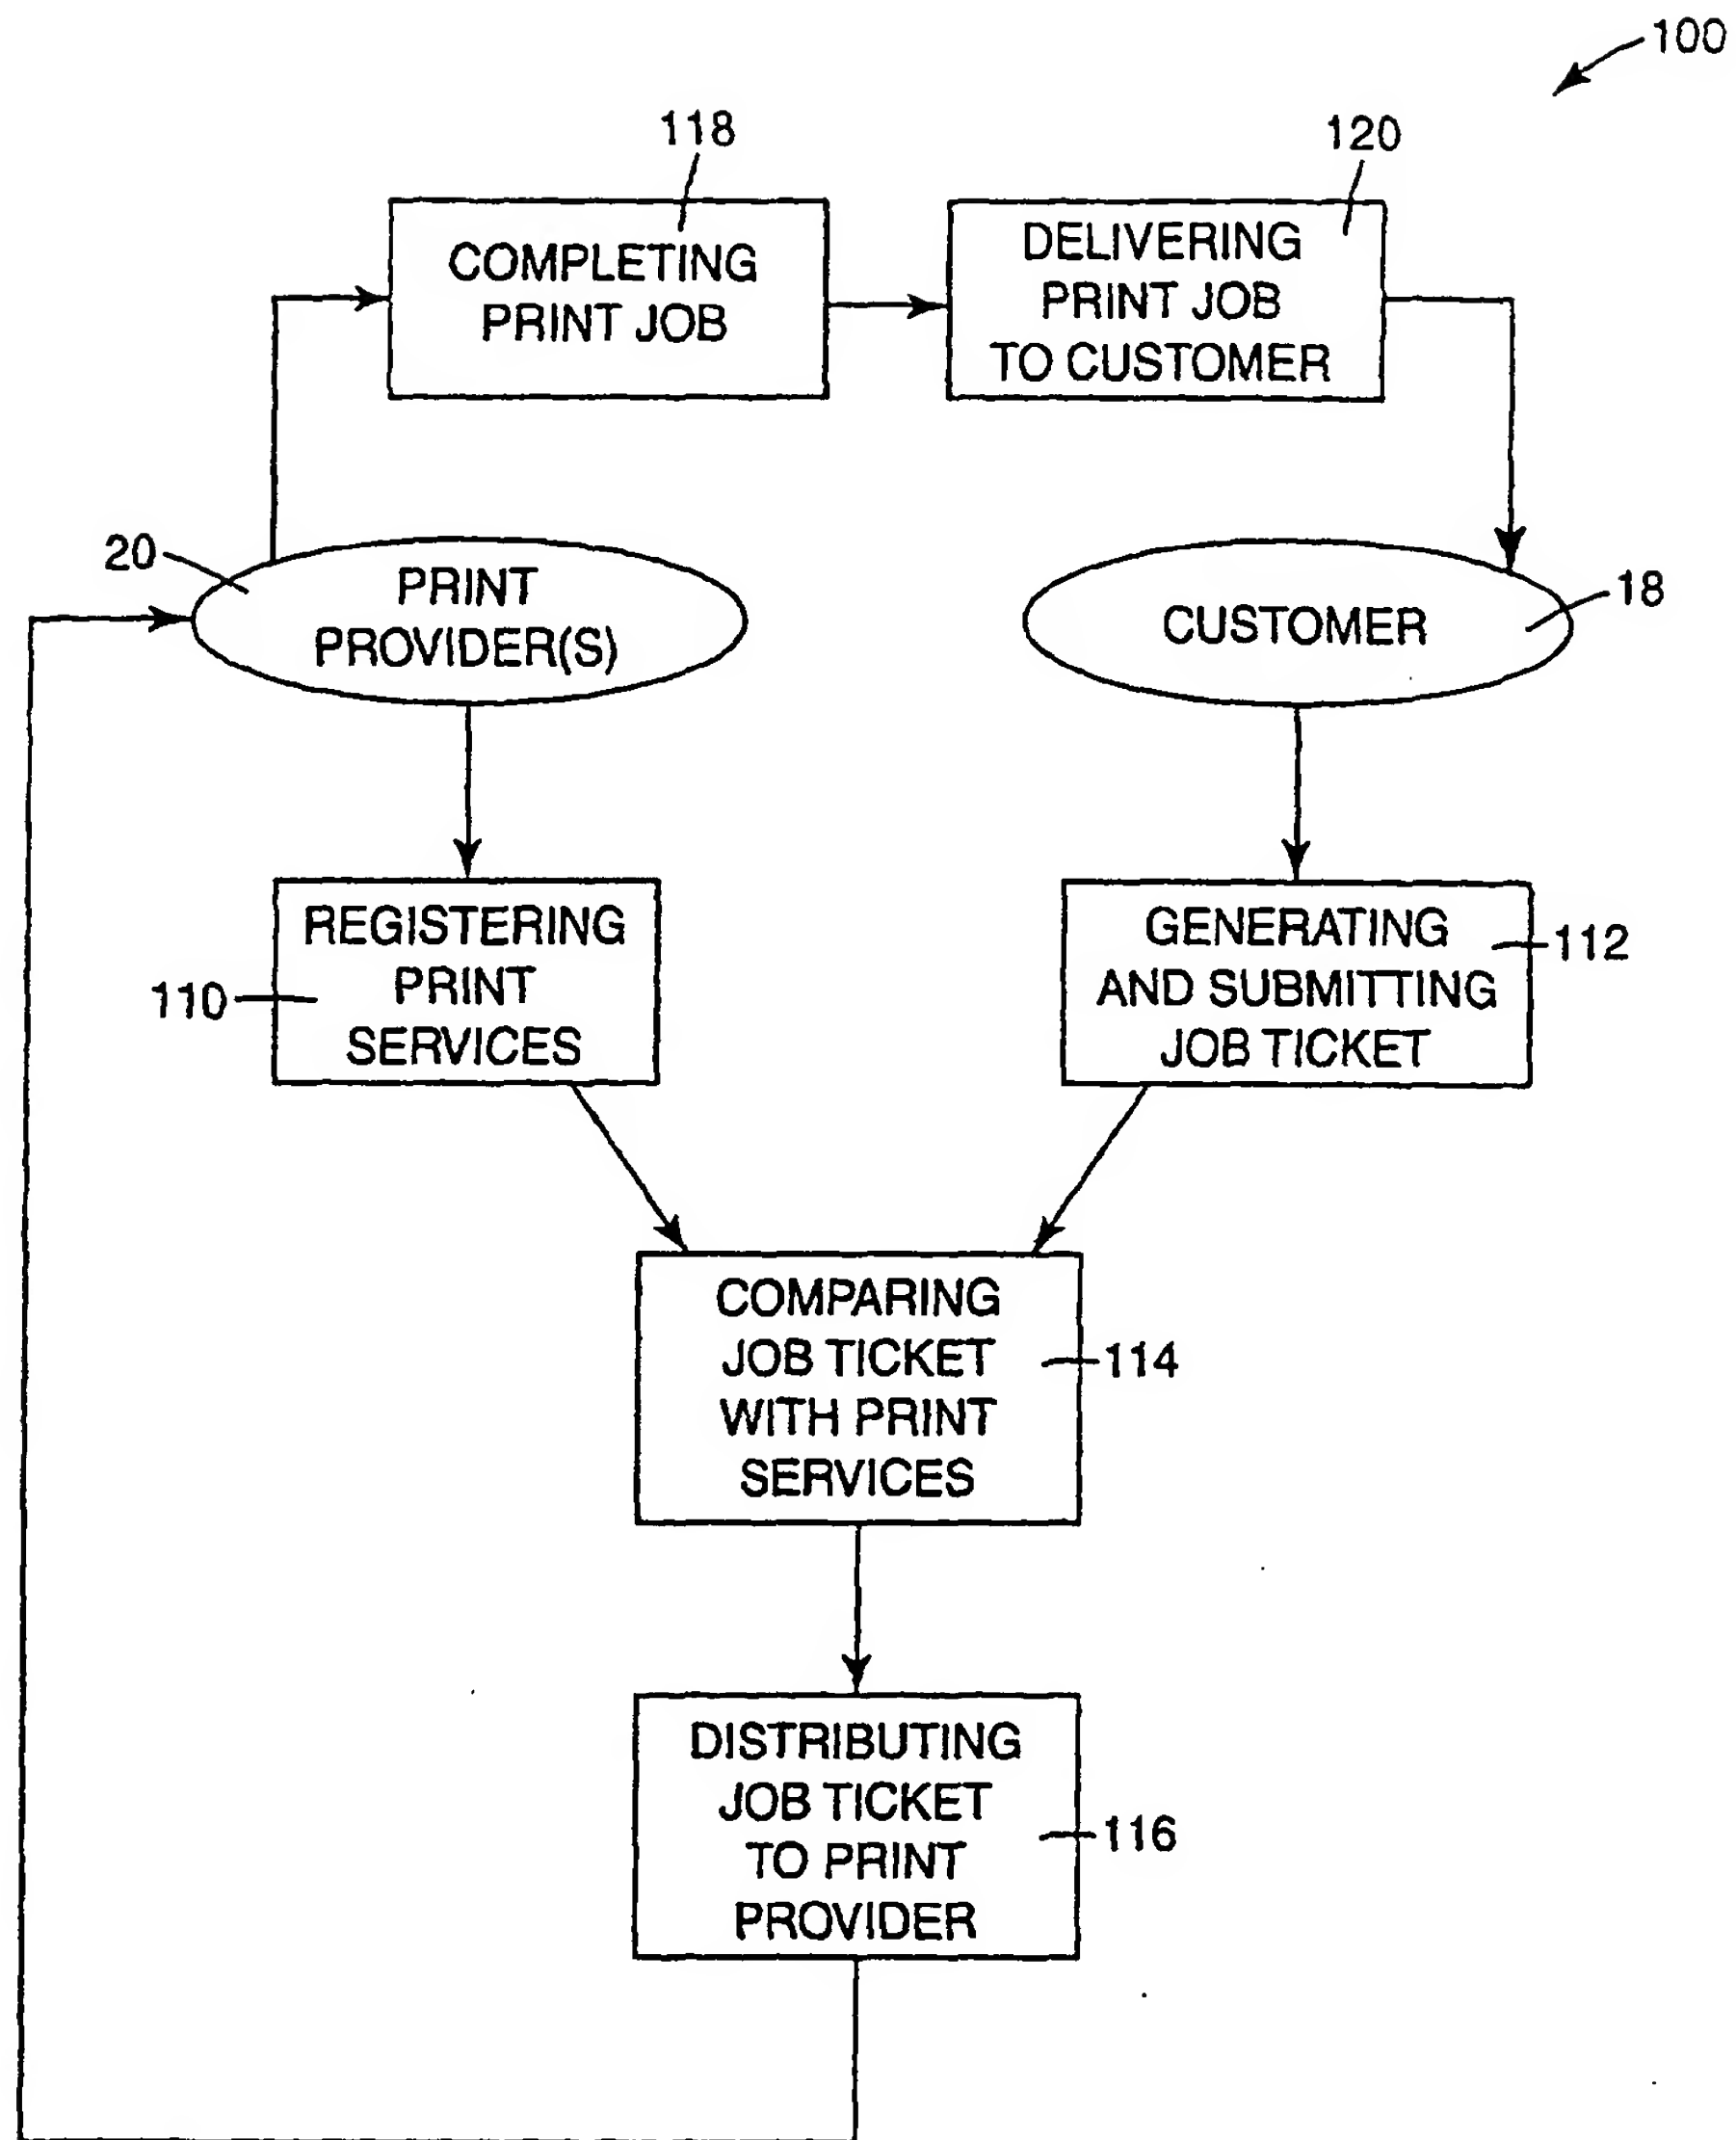 100
118
120
COMPLETING
PRINT JOB
DELIVERING
PRINT JOB
TO CUSTOMER
20
PRINT
PROVIDER(S)
CUSTOMER
18
REGISTERING
PRINT
SERVICES
110
GENERATING
AND SUBMITTING
JOB TICKET
112
COMPARING
JOB TICKET
WITH PRINT
SERVICES
114
DISTRIBUTING
JOB TICKET
TO PRINT
PROVIDER
116